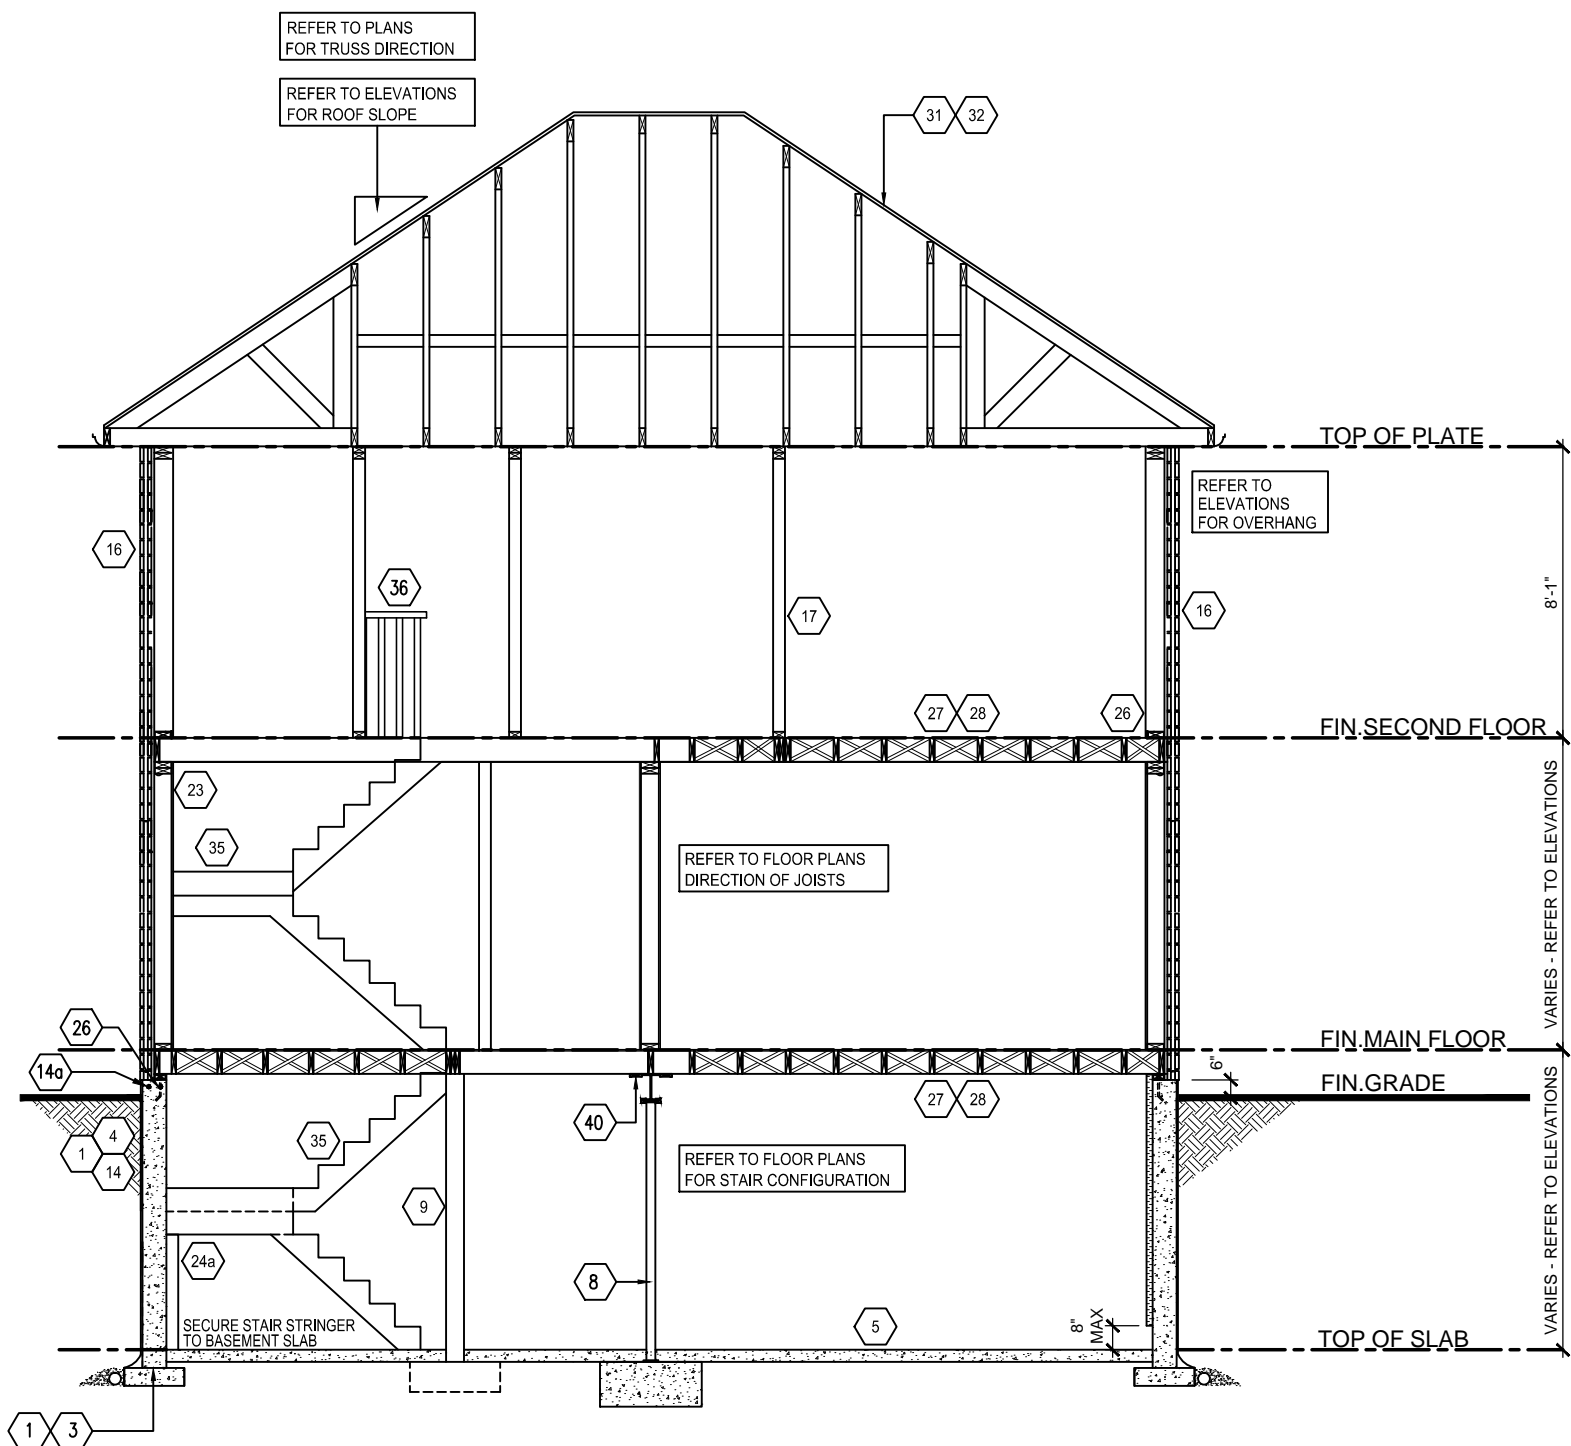 REFER TO PLANS
FOR TRUSS DIRECTION
REFER TO ELEVATIONS
FOR ROOF SLOPE
31 32
TOP OF PLATE
REFER TO
ELEVATIONS
FOR OVERHANG
16
36
17
16
8'-1"
27 28
26
FIN.SECOND FLOOR
23
35
REFER TO FLOOR PLANS
DIRECTION OF JOISTS
VARIES - REFER TO ELEVATIONS
26
FIN.MAIN FLOOR
14a
6"
FIN.GRADE
27 28
40
4
1
14
35
REFER TO FLOOR PLANS
FOR STAIR CONFIGURATION
9
24a
8
VARIES - REFER TO ELEVATIONS
SECURE STAIR STRINGER
TO BASEMENT SLAB
5
8"
MAX
TOP OF SLAB
1 3